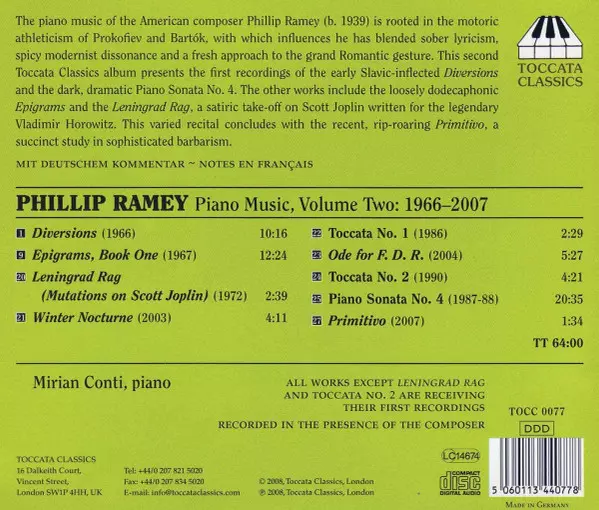 The piano music of the American composer Phillip Ramey (b. 1939) is rooted in the motoric
athleticism of Prokofiev and Bartók, with which influences he has blended sober lyricism,
spicy modernist dissonance and a fresh approach to the grand Romantic gesture. This second
Toccata Classics album presents the first recordings of the early Slavic-inflected Diversions
and the dark, dramatic Piano Sonata No. 4. The other works include the loosely dodecaphonic
Epigrams and the Leningrad Rag, a satiric take-off on Scott Joplin written for the legendary
Vladimir Horowitz. This varied recital concludes with the recent, rip-roaring Primitivo, a
succinct study in sophisticated barbarism.
MIT DEUTSCHEM KOMMENTAR ~ NOTES EN FRANÇAIS
TOCCATA
CLASSICS
PHILLIP RAMEY Piano Music, Volume Two: 1966–2007
1 Diversions (1966) 10:16
9 Epigrams, Book One (1967) 12:24
20 Leningrad Rag
(Mutations on Scott Joplin) (1972) 2:39
21 Winter Nocturne (2003) 4:11
22 Toccata No. 1 (1986) 2:29
23 Ode for F. D. R. (2004) 5:27
24 Toccata No. 2 (1990) 4:21
25 Piano Sonata No. 4 (1987-88) 20:35
27 Primitivo (2007) 1:34
TT 64:00
Mirian Conti, piano
ALL WORKS EXCEPT LENINGRAD RAG
AND TOCCATA NO. 2 ARE RECEIVING
THEIR FIRST RECORDINGS
RECORDED IN THE PRESENCE OF THE COMPOSER
TOCC 0077
DDD
TOCCATA CLASSICS
16 Dalkeith Court,
Vincent Street,
London SW1P 4HH, UK
Tel: +44/0 207 821 5020
Fax: +44/0 207 834 5020
E-mail: info@toccataclassics.com
© 2008, Toccata Classics, London
℗ 2008, Toccata Classics, London
LC14674
COMPACT
disc
DIGITAL AUDIO
5 060113 440778
MADE IN GERMANY